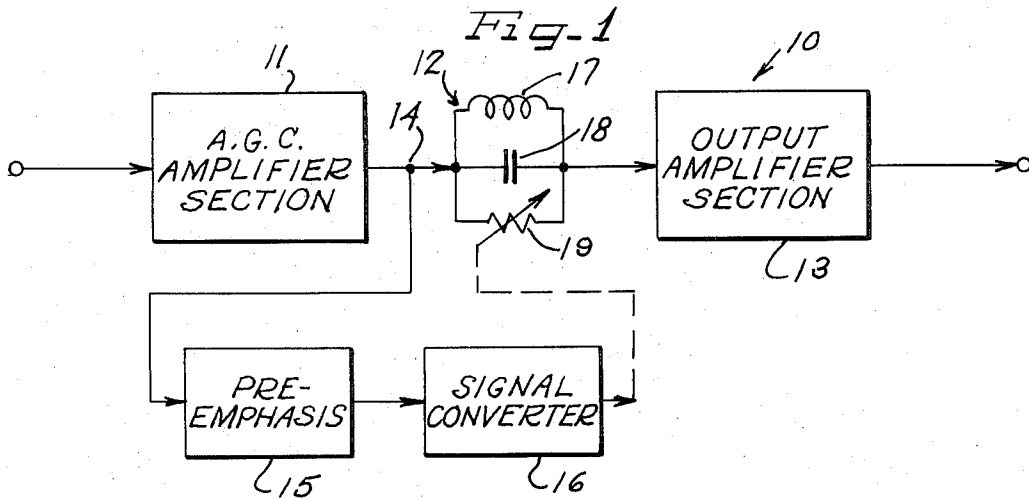 Fig-1
10
11
12
17
14
18
A.G.C.
AMPLIFIER
SECTION
OUTPUT
AMPLIFIER
SECTION
19
13
PRE-
EMPHASIS
SIGNAL
CONVERTER
15
16